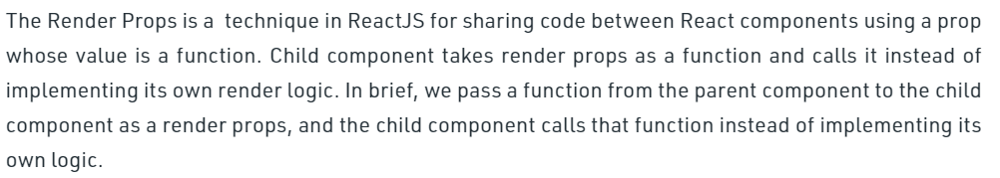 The Render Props is a  technique in ReactJS for sharing code between React components using a prop
whose value is a function. Child component takes render props as a function and calls it instead of
implementing its own render logic. In brief, we pass a function from the parent component to the child
component as a render props, and the child component calls that function instead of implementing its
own logic.